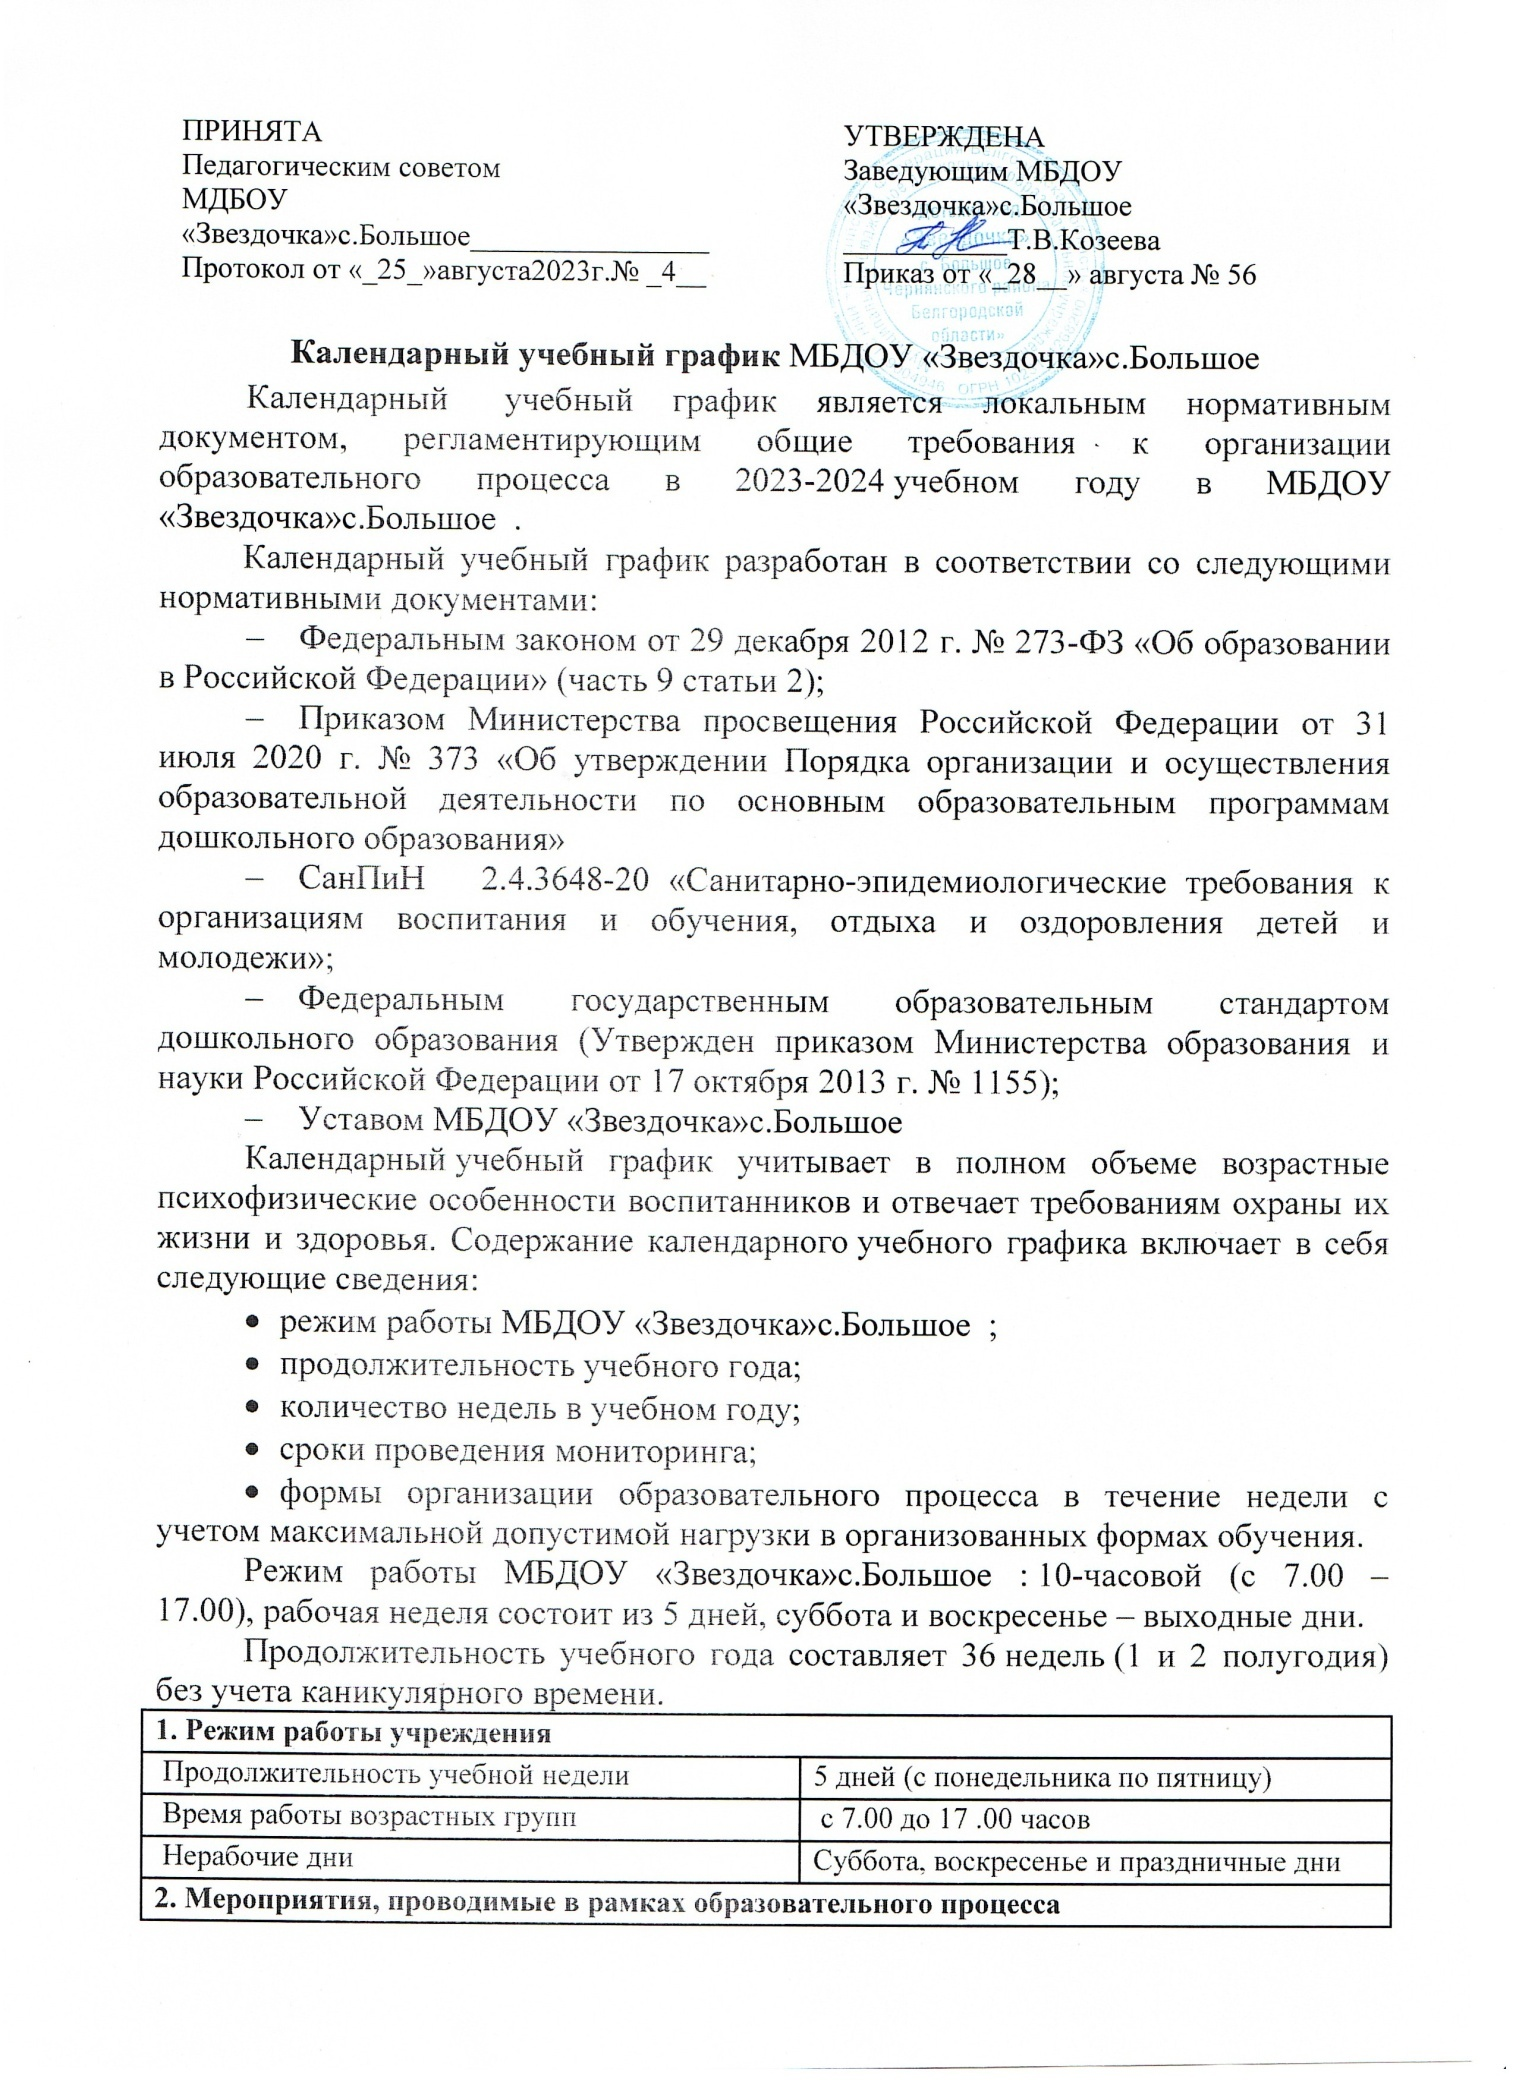 ПРИНЯТА
Педагогическим советом
МДБОУ
«Звездочка»с.Большое________________
Протокол от «_25_»августа2023г.№ _4__
УТВЕРЖДЕНА
Заведующим МБДОУ
«Звездочка»с.Большое
___________Т.В.Козеева
Приказ от «_28__» августа № 56
с. Большое
Чернянского района
Белгородской
области»
Календарный учебный график МБДОУ «Звездочка»с.Большое
Календарный учебный график является локальным нормативным
документом, регламентирующим общие требования к организации
образовательного процесса в 2023-2024 учебном году в МБДОУ
«Звездочка»с.Большое .
Календарный учебный график разработан в соответствии со следующими
нормативными документами:
– Федеральным законом от 29 декабря 2012 г. № 273-ФЗ «Об образовании
в Российской Федерации» (часть 9 статьи 2);
– Приказом Министерства просвещения Российской Федерации от 31
июля 2020 г. № 373 «Об утверждении Порядка организации и осуществления
образовательной деятельности по основным образовательным программам
дошкольного образования»
– СанПиН 2.4.3648-20 «Санитарно-эпидемиологические требования к
организациям воспитания и обучения, отдыха и оздоровления детей и
молодежи»;
– Федеральным государственным образовательным стандартом
дошкольного образования (Утвержден приказом Министерства образования и
науки Российской Федерации от 17 октября 2013 г. № 1155);
– Уставом МБДОУ «Звездочка»с.Большое
Календарный учебный график учитывает в полном объеме возрастные
психофизические особенности воспитанников и отвечает требованиям охраны их
жизни и здоровья. Содержание календарного учебного графика включает в себя
следующие сведения:
• режим работы МБДОУ «Звездочка»с.Большое ;
• продолжительность учебного года;
• количество недель в учебном году;
• сроки проведения мониторинга;
• формы организации образовательного процесса в течение недели с
учетом максимальной допустимой нагрузки в организованных формах обучения.
Режим работы МБДОУ «Звездочка»с.Большое : 10-часовой (с 7.00 –
17.00), рабочая неделя состоит из 5 дней, суббота и воскресенье – выходные дни.
Продолжительность учебного года составляет 36 недель (1 и 2 полугодия)
без учета каникулярного времени.
1. Режим работы учреждения
Продолжительность учебной недели
5 дней (с понедельника по пятницу)
Время работы возрастных групп
с 7.00 до 17 .00 часов
Нерабочие дни
Суббота, воскресенье и праздничные дни
2. Мероприятия, проводимые в рамках образовательного процесса